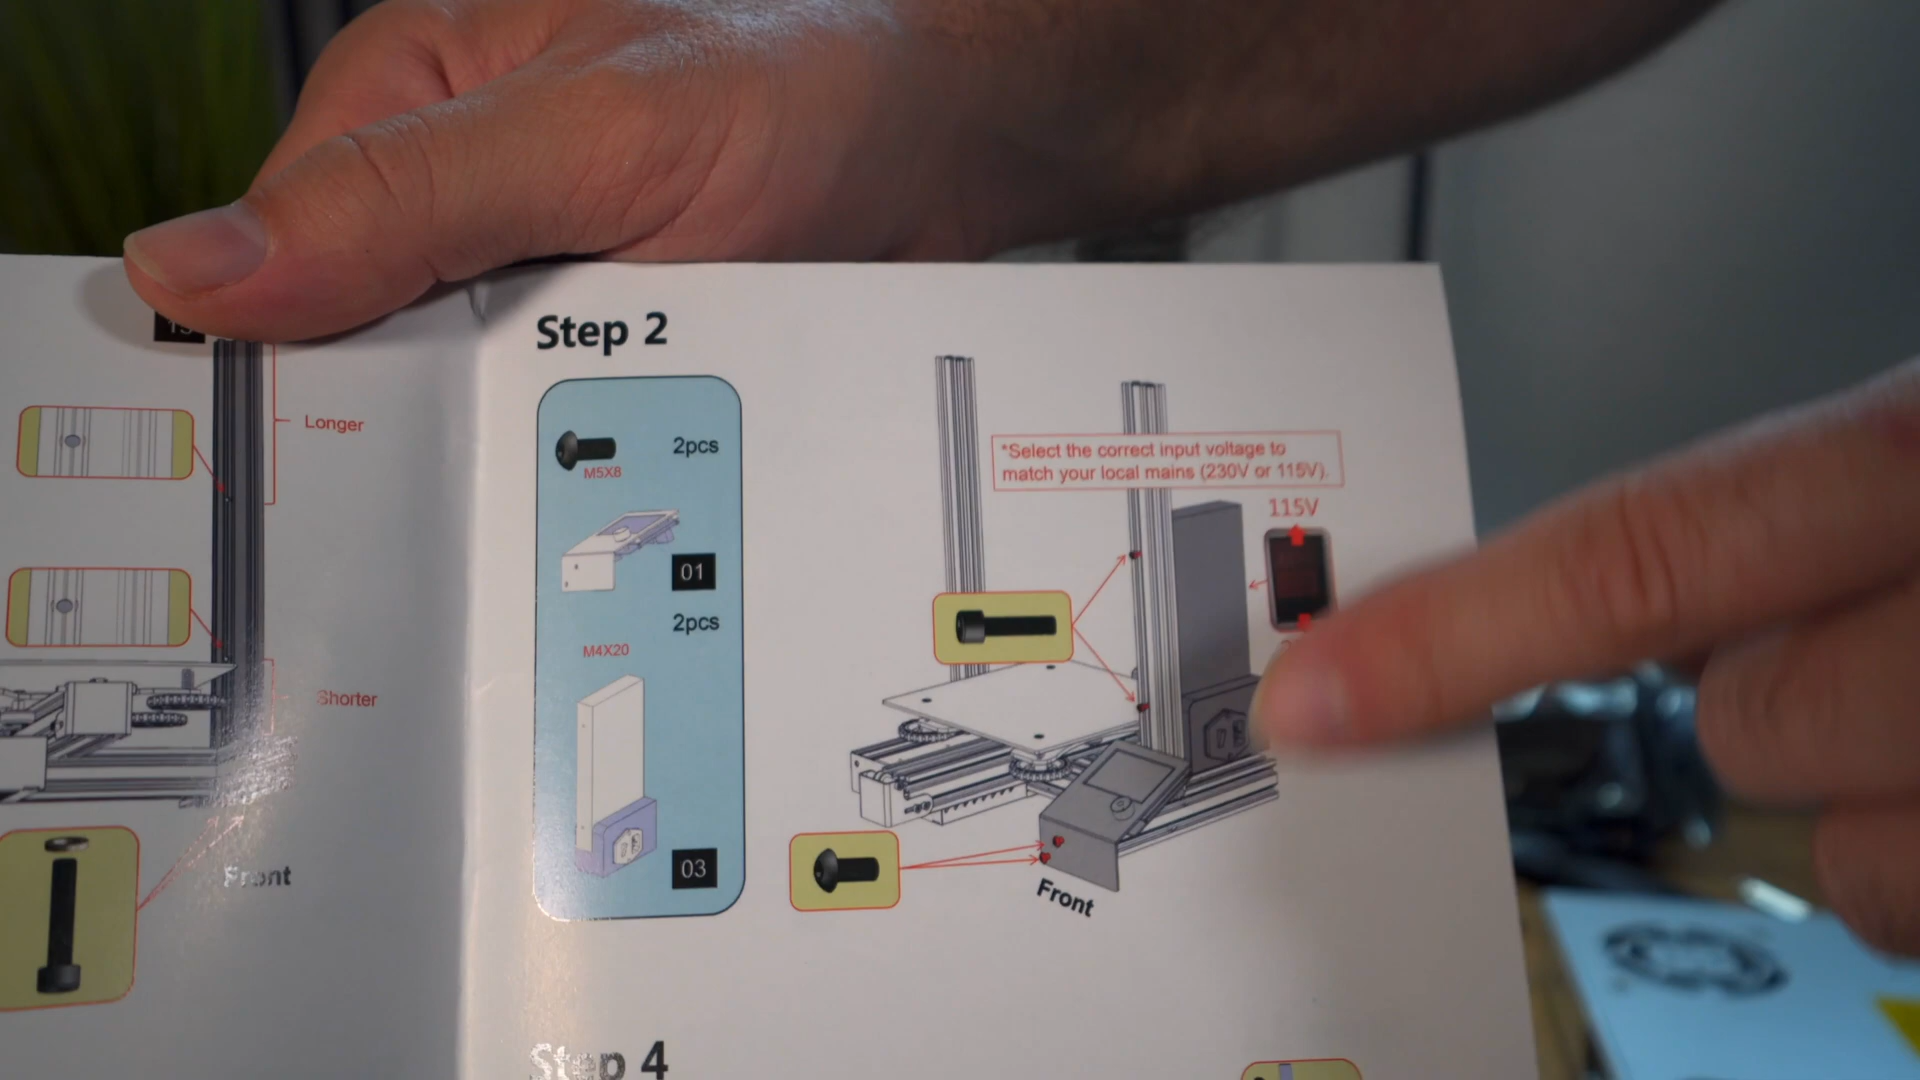 Longer
Shorter
Front
Step 2
2pcs
M5X8
01
2pcs
M4X20
03
*Select the correct input voltage to
match your local mains (230V or 115V).
115V
Front
Step 4